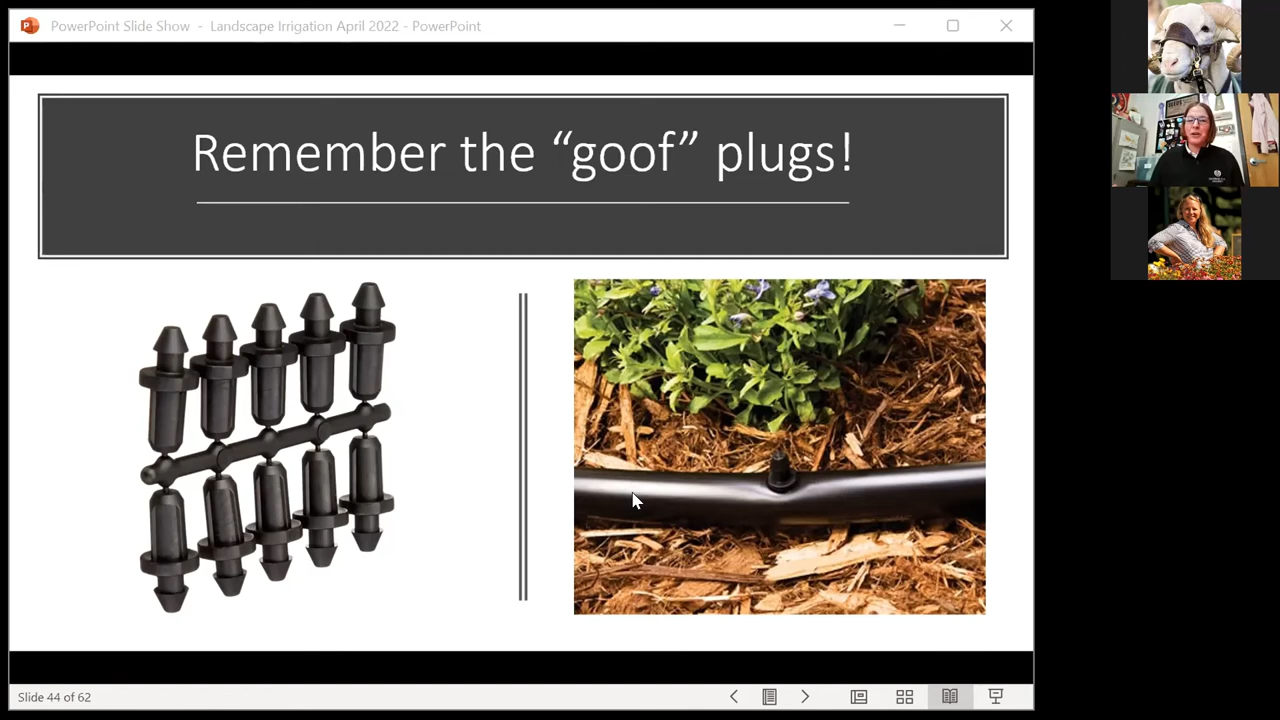 PowerPoint Slide Show - Landscape Irrigation April 2022 - PowerPoint
Remember the “goof” plugs!
Slide 44 of 62